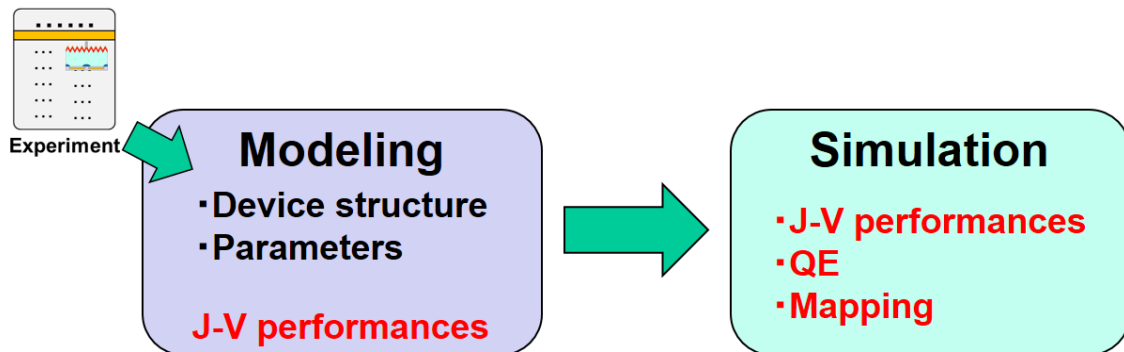 Experiment
Modeling
・Device structure
・Parameters
J-V performances
Simulation
・J-V performances
・QE
・Mapping